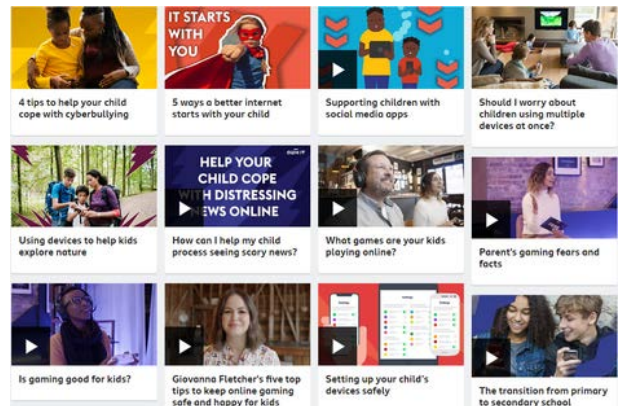 IT STARTS
WITH
YOU
4 tips to help your child
cope with cyberbullying
5 ways a better internet
starts with your child
Supporting children with
social media apps
Should I worry about
children using multiple
devices at once?
HELP YOUR
CHILD COPE
WITH DISTRESSING
NEWS ONLINE
Using devices to help kids
explore nature
How can I help my child
process seeing scary news?
What games are your kids
playing online?
Parent's gaming fears and
facts
Is gaming good for kids?
Giovanna Fletcher's five top
tips to keep online gaming
safe and happy for kids
Settings
Settings
Setting up your child's
devices safely
The transition from primary
to secondary school